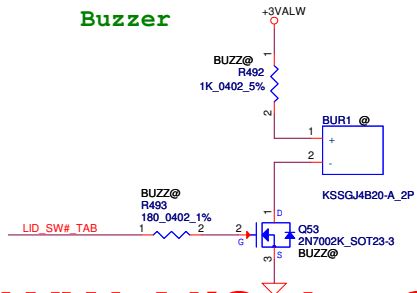 Buzzer
+3VALW
1
BUZZ@
R492
1K_0402_5%
2
BUR1 @
1 +
2 -
KSSGJ4B20-A_2P
BUZZ@
R493
180_0402_1%
LID_SW#_TAB 1 2 2 G
1 D
Q53
2N7002K_SOT23-3
BUZZ@
3 S